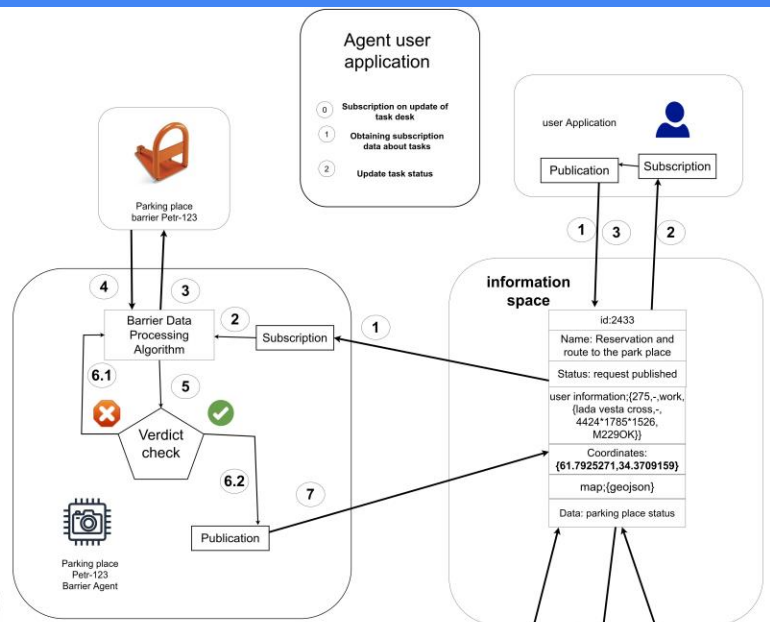 Agent user
application
0
Subscription on update of
task desk
1
Obtaining subscription
data about tasks
2
Update task status
Parking place
barrier Petr-123
user Application
Publication
Subscription
1
3
2
4
3
Barrier Data
Processing
Algorithm
2
Subscription
1
6.1
5
Verdict
check
6.2
7
Publication
Parking place
Petr-123
Barrier Agent
information
space
id:2433
Name: Reservation and
route to the park place
Status: request published
user information;{275,-,work,
{lada vesta cross,-,
4424*1785*1526,
M229OK}}
Coordinates:
{61.7925271,34.3709159}
map;{geojson}
Data: parking place status